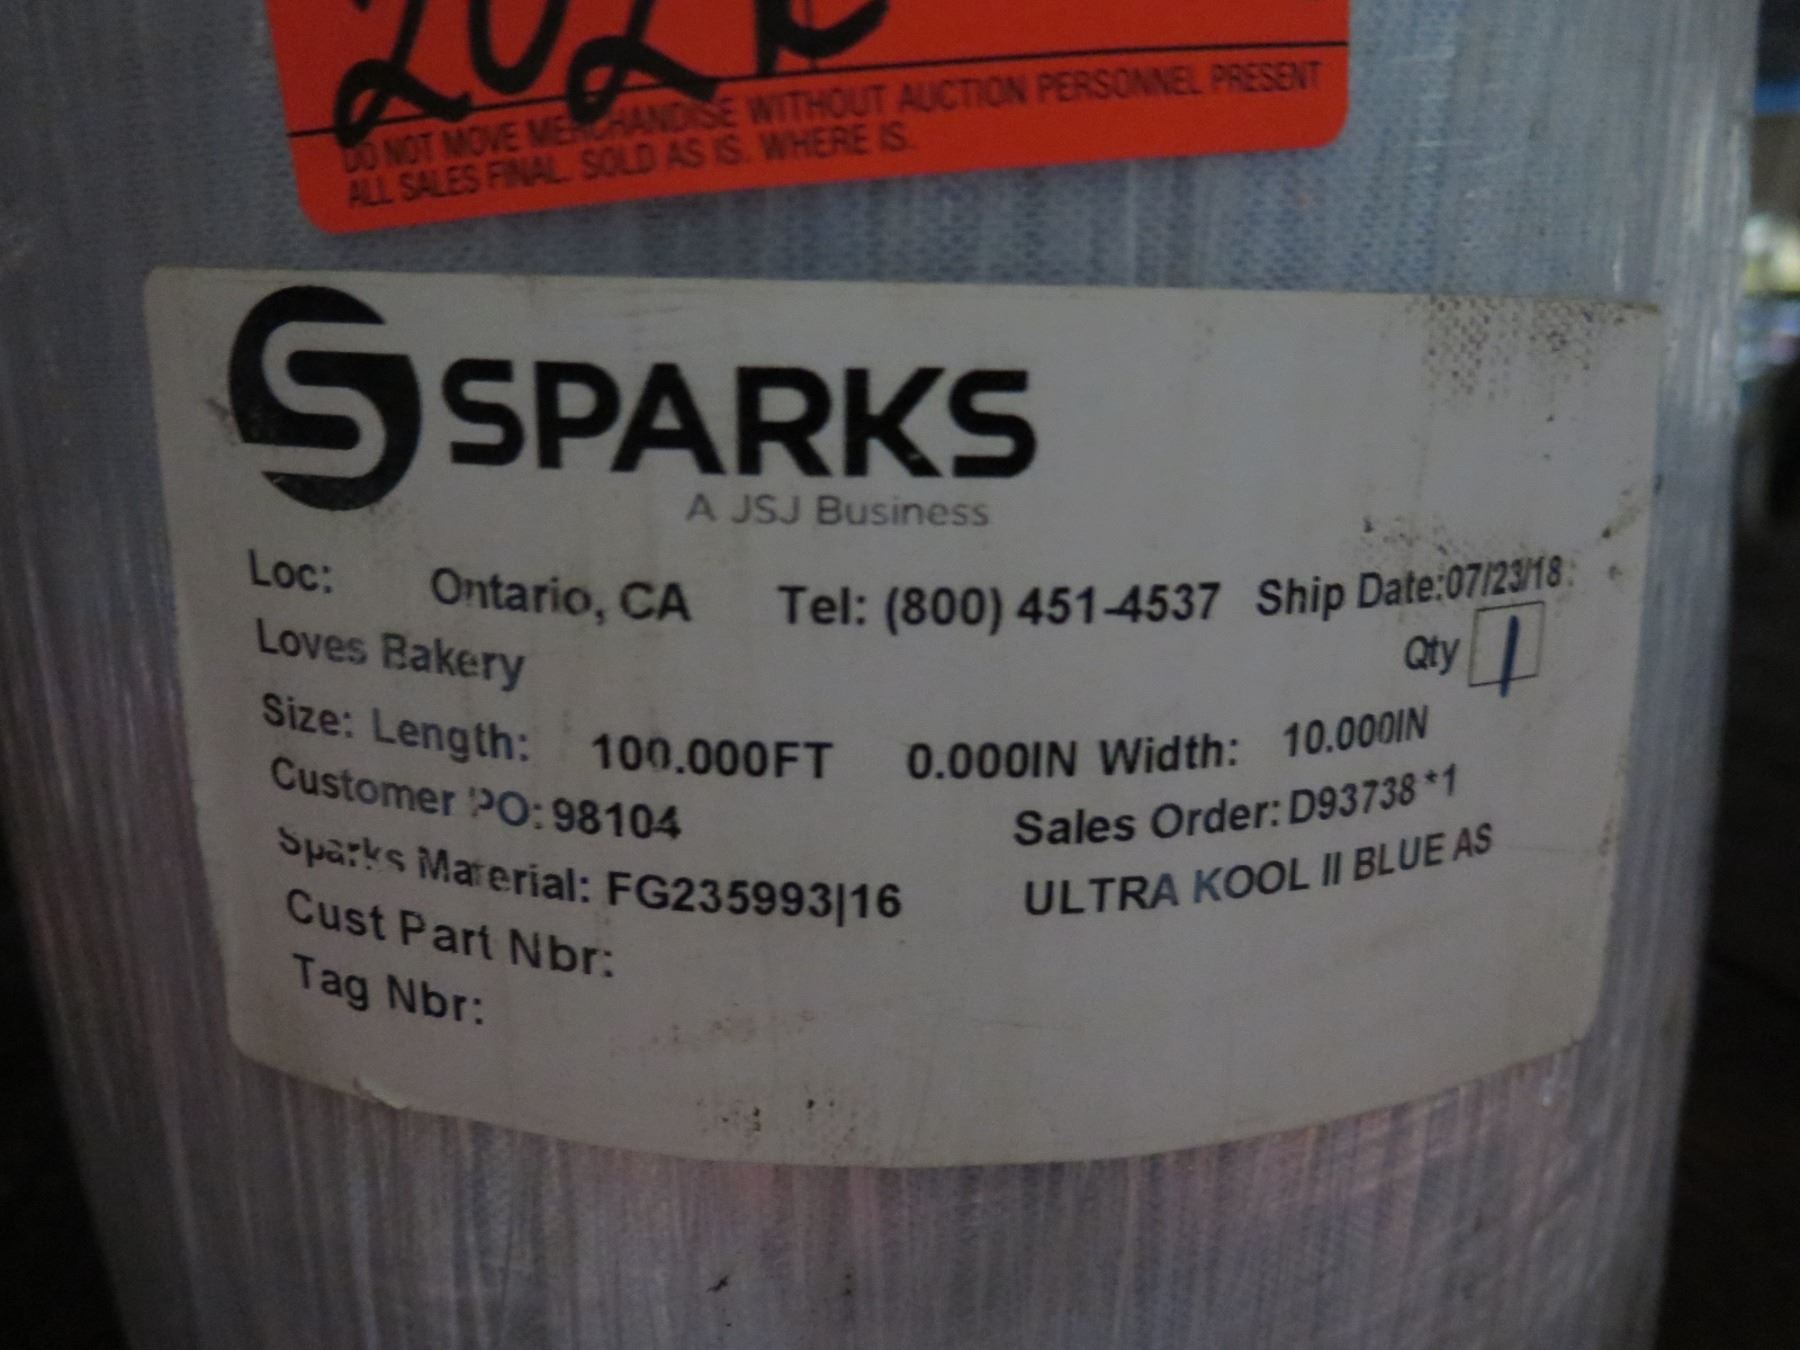 DO NOT MOVE MERCHANDISE WITHOUT AUCTION PERSONNEL PRESENT
ALL SALES FINAL. SOLD AS IS. WHERE IS.
SPARKS
A JSJ Business
Loc: Ontario, CA Tel: (800) 451-4537 Ship Date:07/23/18
Loves Bakery Qty 1
Size: Length: 100.000FT 0.000IN Width: 10.000IN
Customer PO: 98104 Sales Order: D93738*1
Sparks Material: FG235993|16 ULTRA KOOL II BLUE AS
Cust Part Nbr:
Tag Nbr: